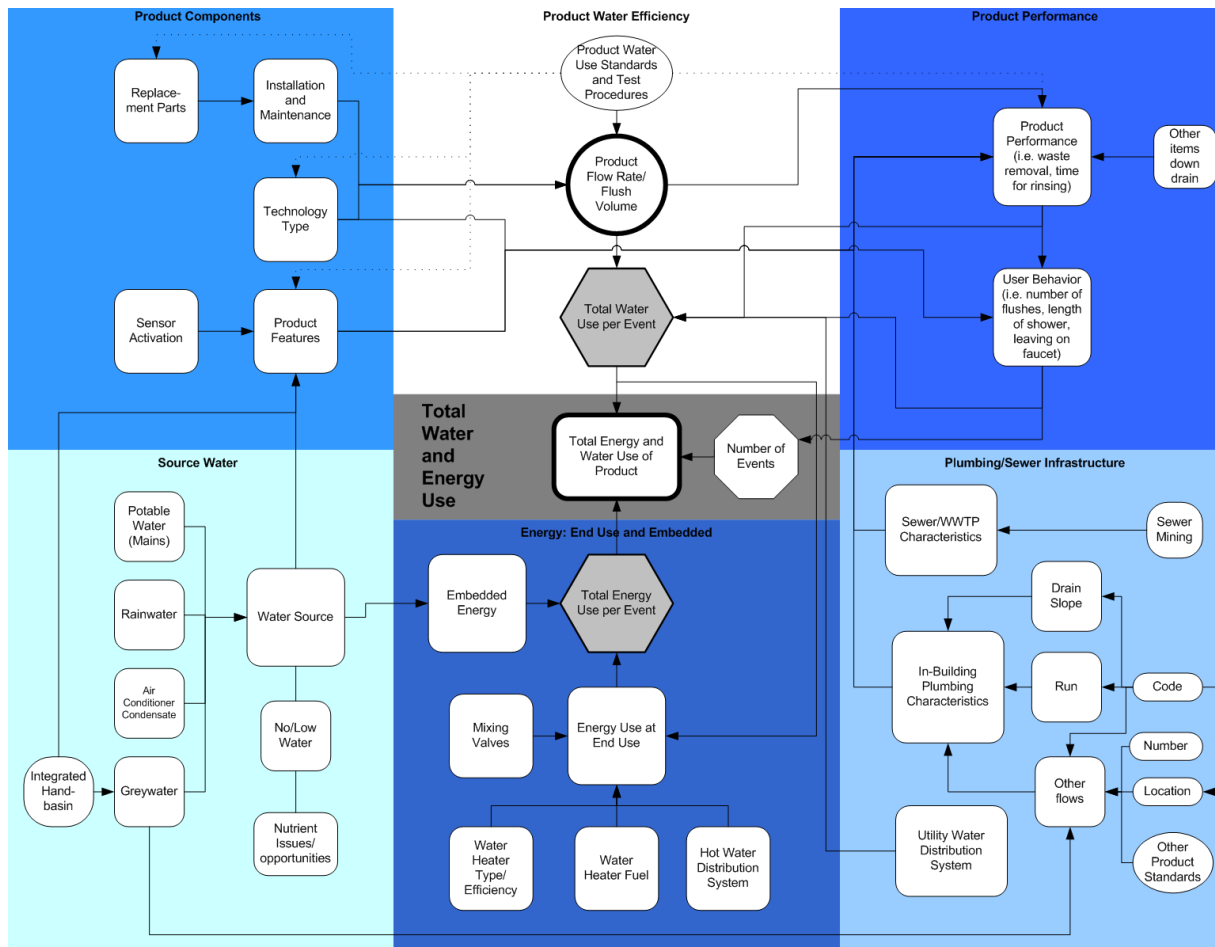 Product Components
Product Water Efficiency
Product Performance
Product Water
Use Standards
and Test
Procedures
Replace-
ment Parts
Installation
and
Maintenance
Product
Flow Rate/
Flush
Volume
Product
Performance
(i.e. waste
removal, time
for rinsing)
Other
items
down
drain
Technology
Type
Sensor
Activation
Product
Features
Total Water
Use per Event
User Behavior
(i.e. number of
flushes, length
of shower,
leaving on
faucet)
Total
Water
and
Energy
Use
Total Energy and
Water Use of
Product
Number of
Events
Source Water
Plumbing/Sewer Infrastructure
Potable
Water
(Mains)
Rainwater
Air
Conditioner
Condensate
Greywater
Integrated
Hand-
basin
Water Source
No/Low
Water
Nutrient
Issues/
opportunities
Energy: End Use and Embedded
Embedded
Energy
Total Energy
Use per Event
Mixing
Valves
Energy Use at
End Use
Water
Heater
Type/
Efficiency
Water
Heater Fuel
Hot Water
Distribution
System
Sewer/WWTP
Characteristics
Sewer
Mining
Drain
Slope
In-Building
Plumbing
Characteristics
Run
Code
Number
Other
flows
Location
Utility Water
Distribution
System
Other
Product
Standards